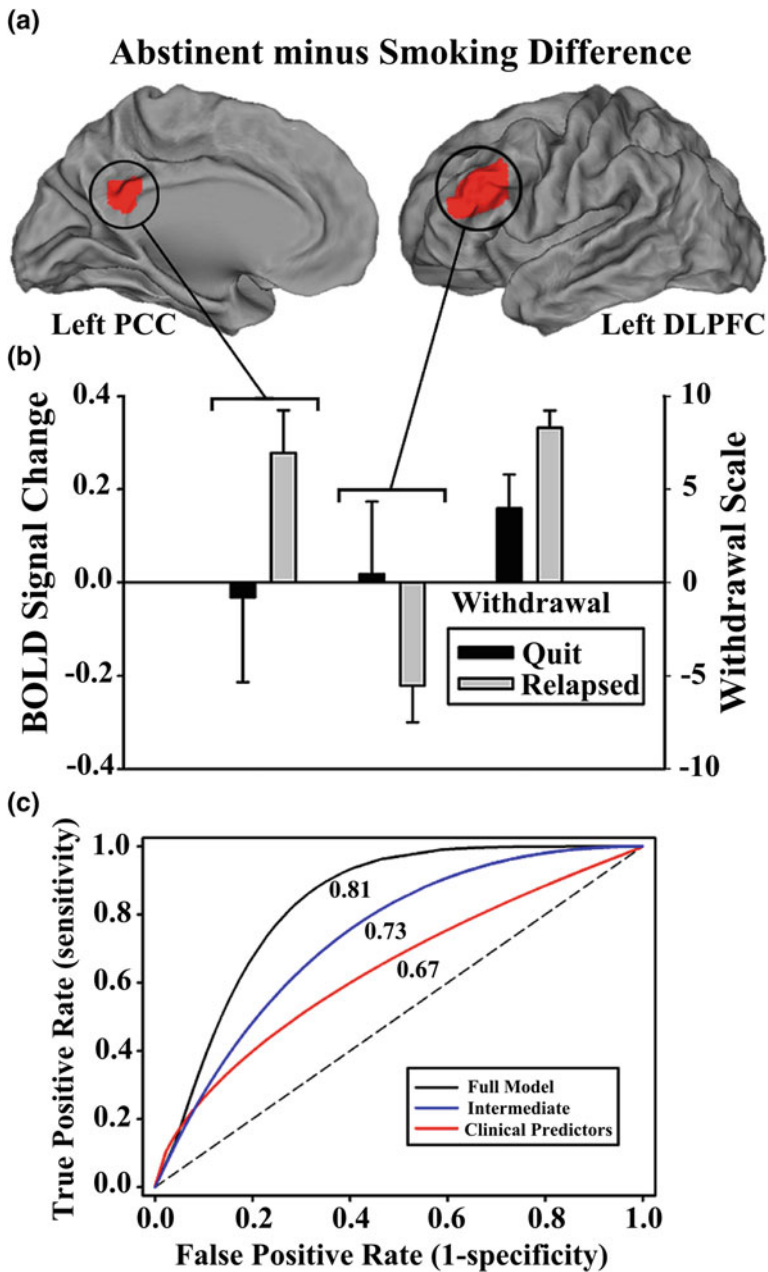 (a)
Abstinent minus Smoking Difference
Left PCC
Left DLPFC
(b)
BOLD Signal Change
0.4
0.2
0.0
-0.2
-0.4
Withdrawal
Quit
Relapsed
10
5
0
-5
-10
Withdrawal Scale
(c)
True Positive Rate (sensitivity)
1.0
0.8
0.6
0.4
0.2
0.0
0.81
0.73
0.67
Full Model
Intermediate
Clinical Predictors
0.0 0.2 0.4 0.6 0.8 1.0
False Positive Rate (1-specificity)